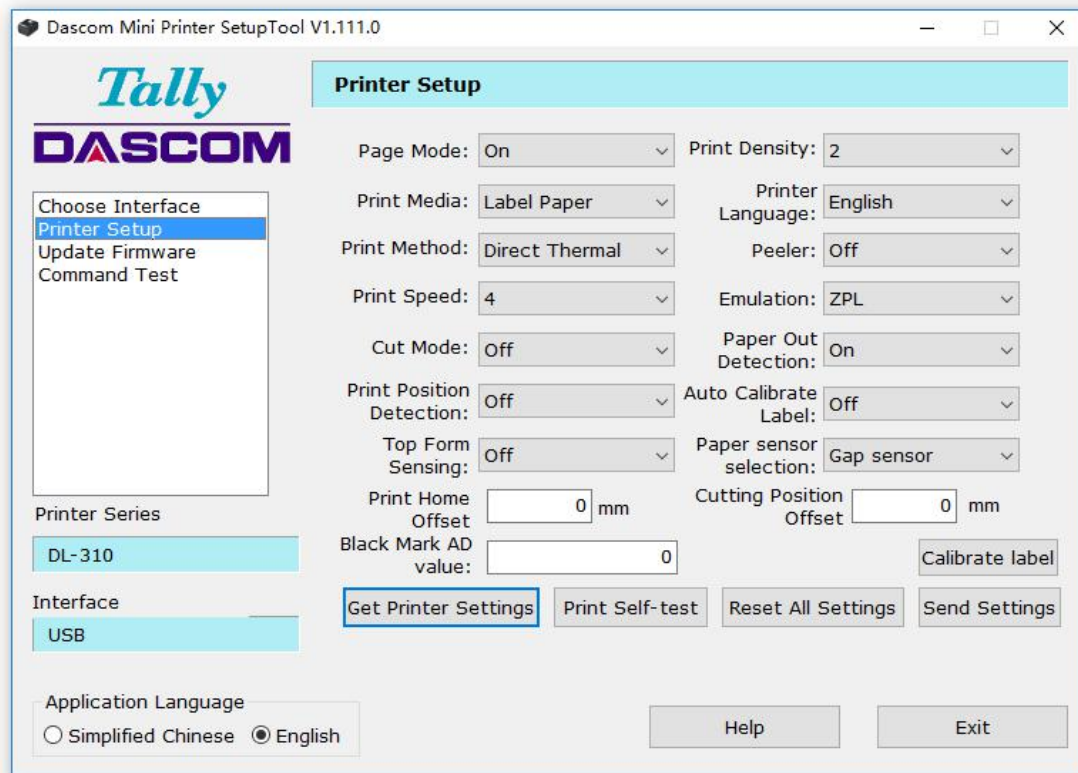 Dascom Mini Printer SetupTool V1.111.0
Tally
DASCOM
Choose Interface
Printer Setup
Update Firmware
Command Test
Printer Series
DL-310
Interface
USB
Application Language
Simplified Chinese English
Printer Setup
Page Mode: On Print Density: 2
Print Media: Label Paper Printer
Language: English
Print Method: Direct Thermal Peeler: Off
Print Speed: 4 Emulation: ZPL
Cut Mode: Off Paper Out
Detection: On
Print Position
Detection: Off Auto Calibrate
Label: Off
Top Form
Sensing: Off Paper sensor
selection: Gap sensor
Print Home
Offset 0 mm Cutting Position
Offset 0 mm
Black Mark AD
value: 0 Calibrate label
Get Printer Settings Print Self-test Reset All Settings Send Settings
Help Exit